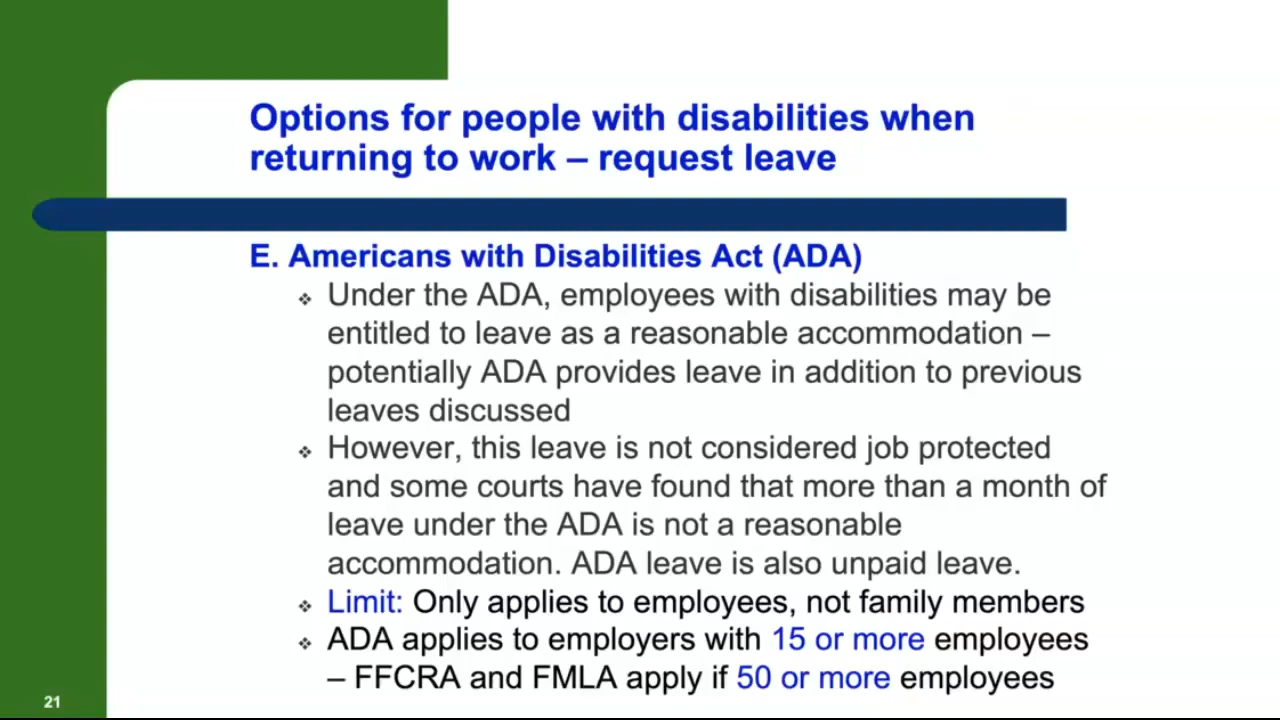 Options for people with disabilities when
returning to work – request leave
E. Americans with Disabilities Act (ADA)
❖ Under the ADA, employees with disabilities may be
entitled to leave as a reasonable accommodation –
potentially ADA provides leave in addition to previous
leaves discussed
❖ However, this leave is not considered job protected
and some courts have found that more than a month of
leave under the ADA is not a reasonable
accommodation. ADA leave is also unpaid leave.
❖ Limit: Only applies to employees, not family members
❖ ADA applies to employers with 15 or more employees
– FFCRA and FMLA apply if 50 or more employees
21